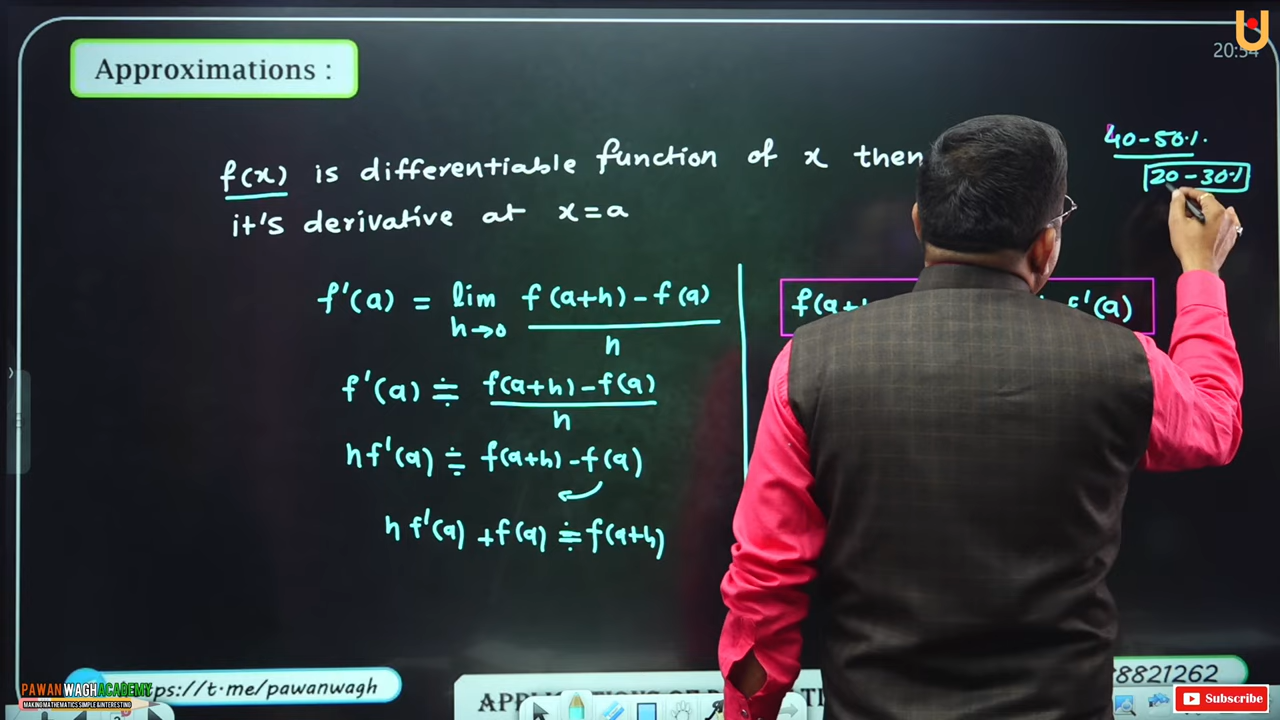 20:54
Approximations :
40-50%.
f(x) is differentiable function of x then
20-30%
it's derivative at x=a
f'(a) = lim h→0 f(a+h)-f(a) / h
f'(a)
f'(a) ≑ f(a+h)-f(a) / h
hf'(a) ≑ f(a+h)-f(a)
h f'(a) + f(a) ≑ f(a+h)
ps://t.me/pawanwagh
8821262
PAWAN WAGH ACADEMY
MAKING MATHEMATICS SIMPLE & INTERESTING
Subscribe